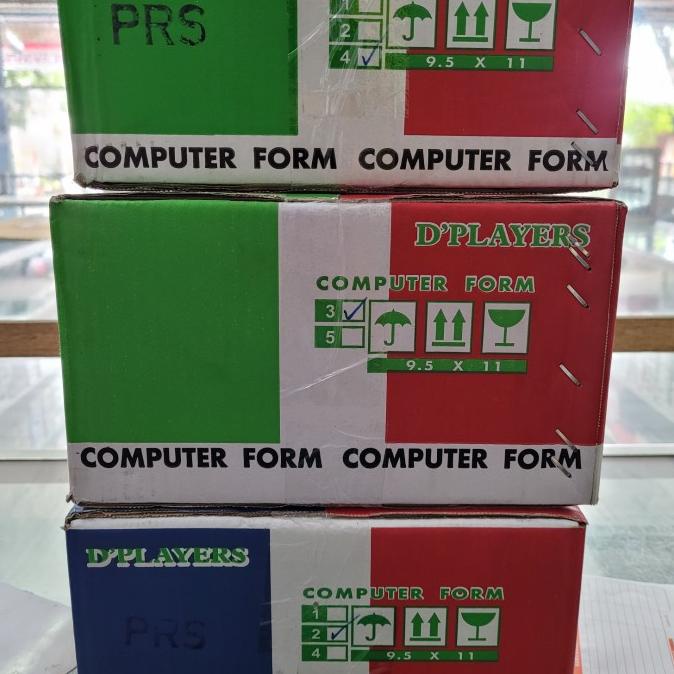 PRS
1
2
4
9.5 X 11
COMPUTER FORM COMPUTER FORM
D'PLAYERS
COMPUTER FORM
3
5
9.5 X 11
COMPUTER FORM COMPUTER FORM
D'PLAYERS
COMPUTER FORM
PRS
1
2
4
9.5 X 11